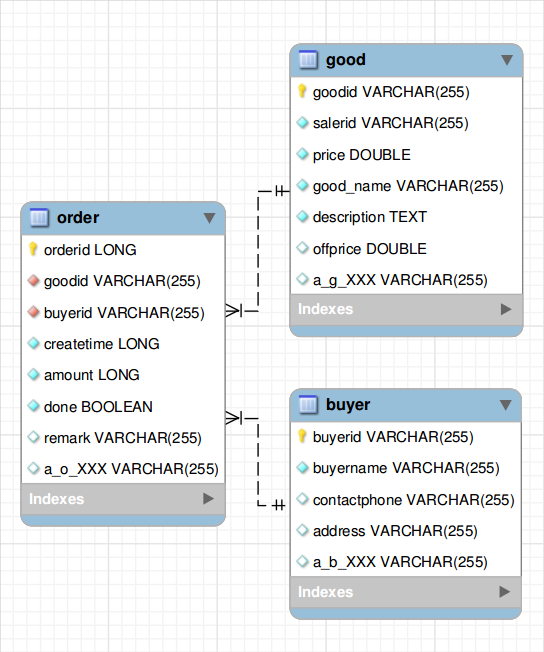 good
goodid VARCHAR(255)
salerid VARCHAR(255)
price DOUBLE
good_name VARCHAR(255)
description TEXT
offprice DOUBLE
a_g_XXX VARCHAR(255)
Indexes
order
orderid LONG
goodid VARCHAR(255)
buyerid VARCHAR(255)
createtime LONG
amount LONG
done BOOLEAN
remark VARCHAR(255)
a_o_XXX VARCHAR(255)
Indexes
buyer
buyerid VARCHAR(255)
buyername VARCHAR(255)
contactphone VARCHAR(255)
address VARCHAR(255)
a_b_XXX VARCHAR(255)
Indexes